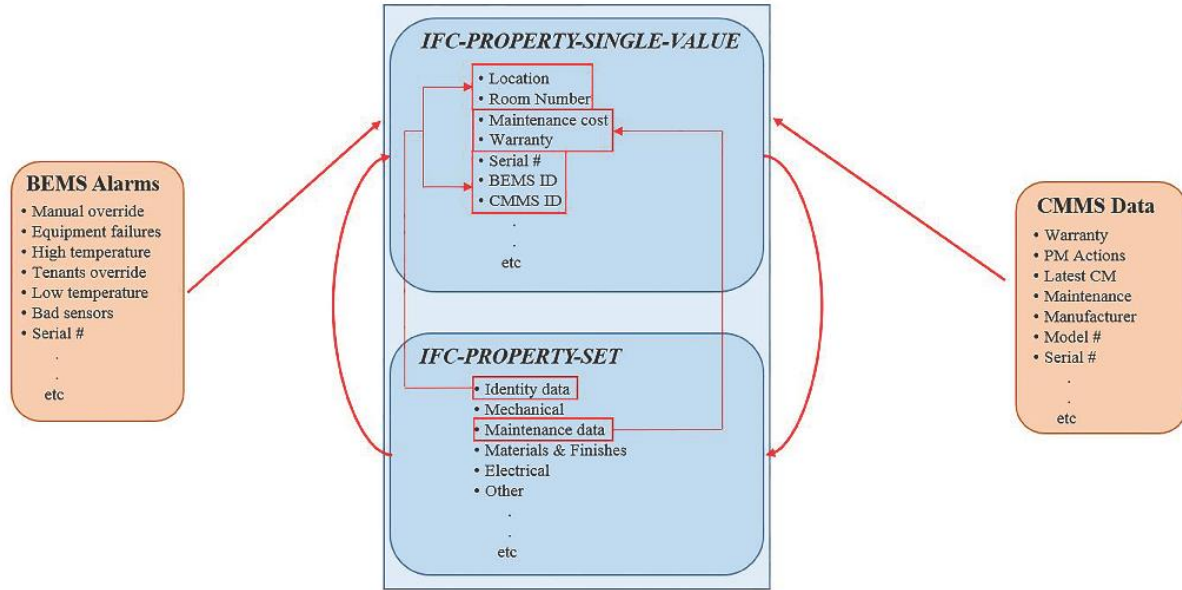 IFC-PROPERTY-SINGLE-VALUE
• Location
• Room Number
• Maintenance cost
• Warranty
• Serial #
• BEMS ID
• CMMS ID
.
.
etc
BEMS Alarms
• Manual override
• Equipment failures
• High temperature
• Tenants override
• Low temperature
• Bad sensors
• Serial #
.
.
etc
CMMS Data
• Warranty
• PM Actions
• Latest CM
• Maintenance
• Manufacturer
• Model #
• Serial #
.
.
etc
IFC-PROPERTY-SET
• Identity data
• Mechanical
• Maintenance data
• Materials & Finishes
• Electrical
• Other
.
.
etc